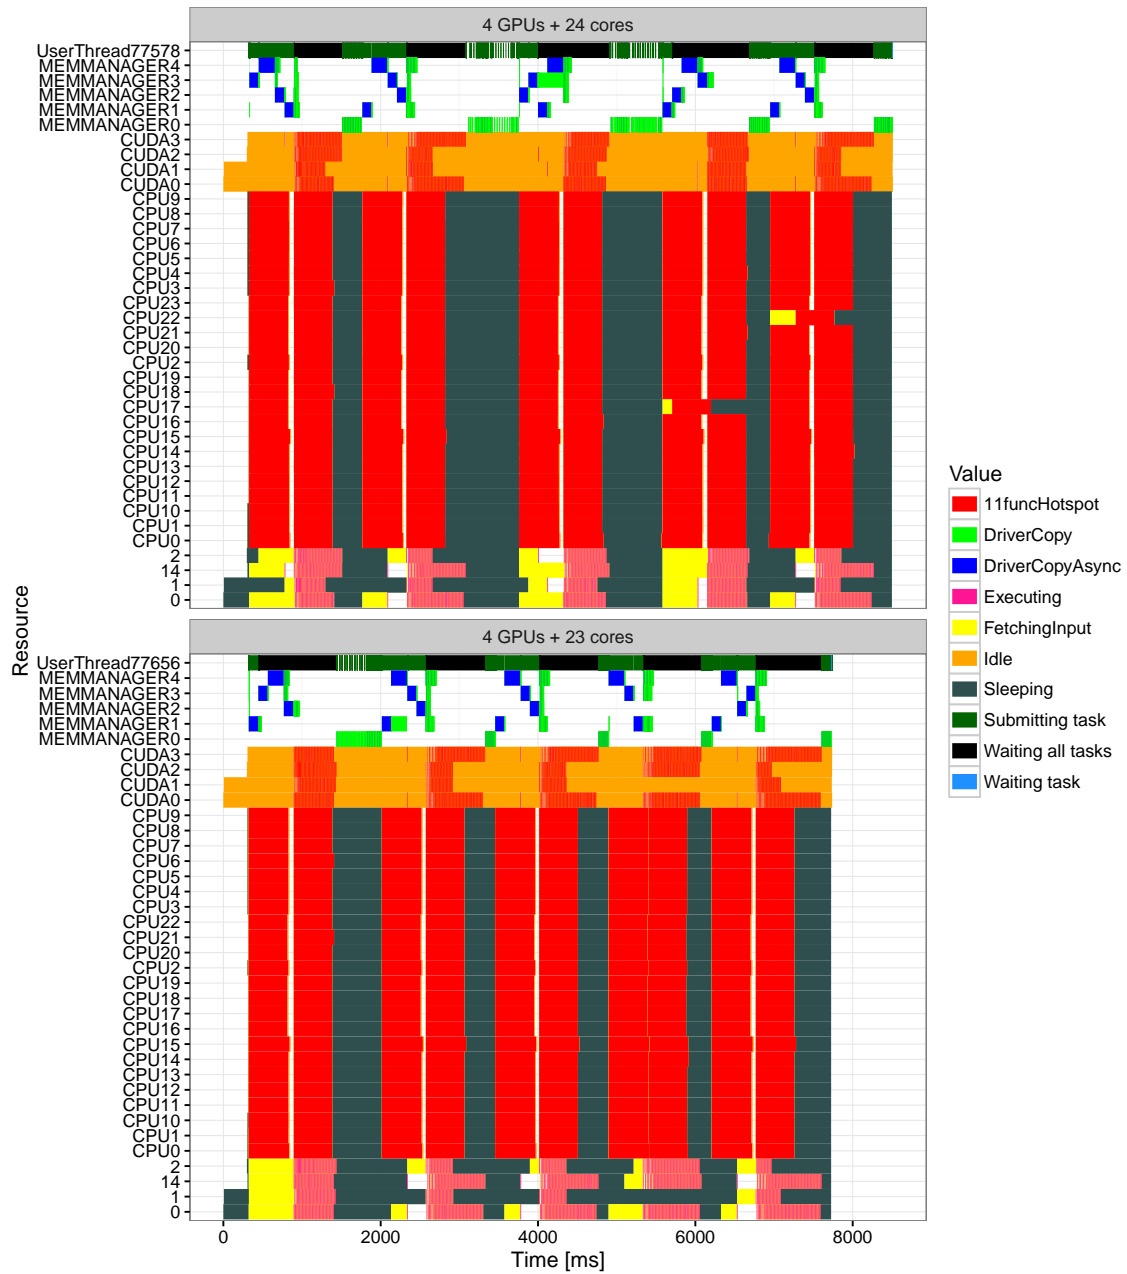 4 GPUs + 24 cores
UserThread77578
MEMMANAGER4
MEMMANAGER3
MEMMANAGER2
MEMMANAGER1
MEMMANAGER0
CUDA3
CUDA2
CUDA1
CUDA0
CPU9
CPU8
CPU7
CPU6
CPU5
CPU4
CPU3
CPU23
CPU22
CPU21
CPU20
CPU2
CPU19
CPU18
CPU17
CPU16
CPU15
CPU14
CPU13
CPU12
CPU11
CPU10
CPU1
CPU0
2
14
1
0
Resource
4 GPUs + 23 cores
UserThread77656
MEMMANAGER4
MEMMANAGER3
MEMMANAGER2
MEMMANAGER1
MEMMANAGER0
CUDA3
CUDA2
CUDA1
CUDA0
CPU9
CPU8
CPU7
CPU6
CPU5
CPU4
CPU3
CPU22
CPU21
CPU20
CPU2
CPU19
CPU18
CPU17
CPU16
CPU15
CPU14
CPU13
CPU12
CPU11
CPU10
CPU1
CPU0
2
14
1
0
0 2000 4000 6000 8000
Time [ms]
Value
11funcHotspot
DriverCopy
DriverCopyAsync
Executing
FetchingInput
Idle
Sleeping
Submitting task
Waiting all tasks
Waiting task